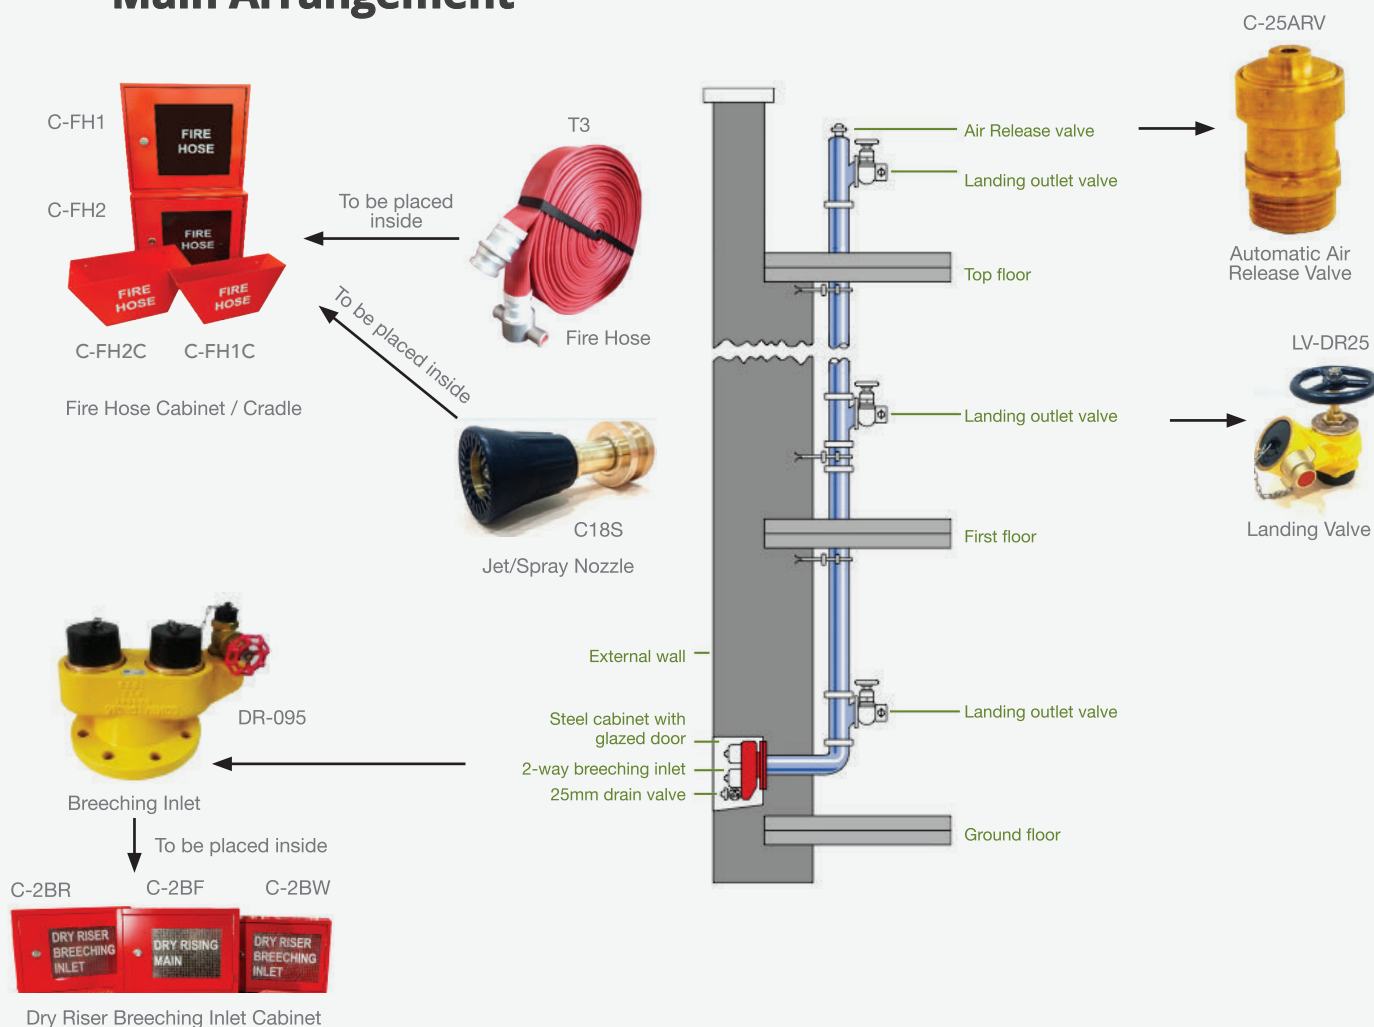 Main Arrangement
C-FH1
FIRE
HOSE
C-FH2
FIRE
HOSE
FIRE
HOSE
FIRE
HOSE
C-FH2C
C-FH1C
Fire Hose Cabinet / Cradle
To be placed
inside
T3
Fire Hose
To be placed inside
C18S
Jet/Spray Nozzle
DR-095
Breeching Inlet
To be placed inside
C-2BR
C-2BF
C-2BW
DRY RISER
BREECHING
INLET
DRY RISING
MAIN
DRY RISER
BREECHING
INLET
Dry Riser Breeching Inlet Cabinet
Air Release valve
Landing outlet valve
Top floor
Landing outlet valve
First floor
External wall
Steel cabinet with
glazed door
2-way breeching inlet
25mm drain valve
Landing outlet valve
Ground floor
C-25ARV
Automatic Air
Release Valve
LV-DR25
Landing Valve